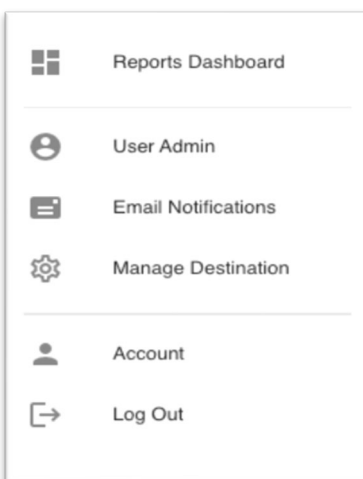 Reports Dashboard
User Admin
Email Notifications
Manage Destination
Account
Log Out